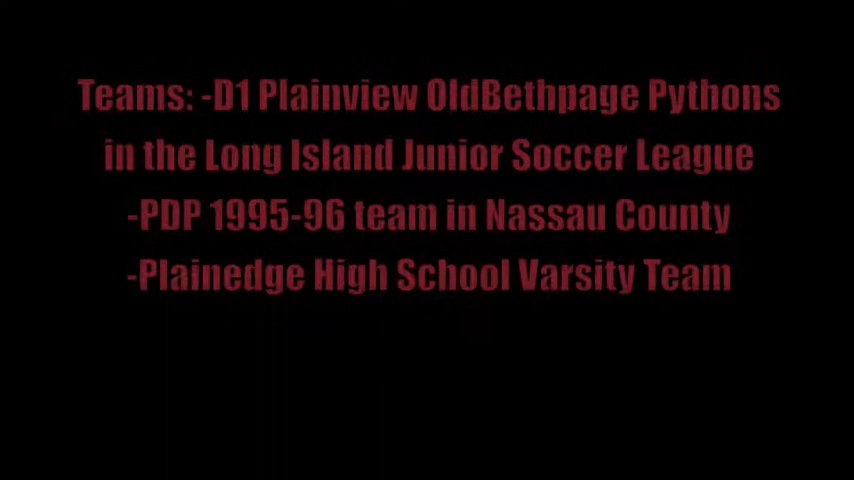 Teams: -D1 Plainview OldBethpage Pythons
in the Long Island Junior Soccer League
-PDP 1995-96 team in Nassau County
-Plainedge High School Varsity Team